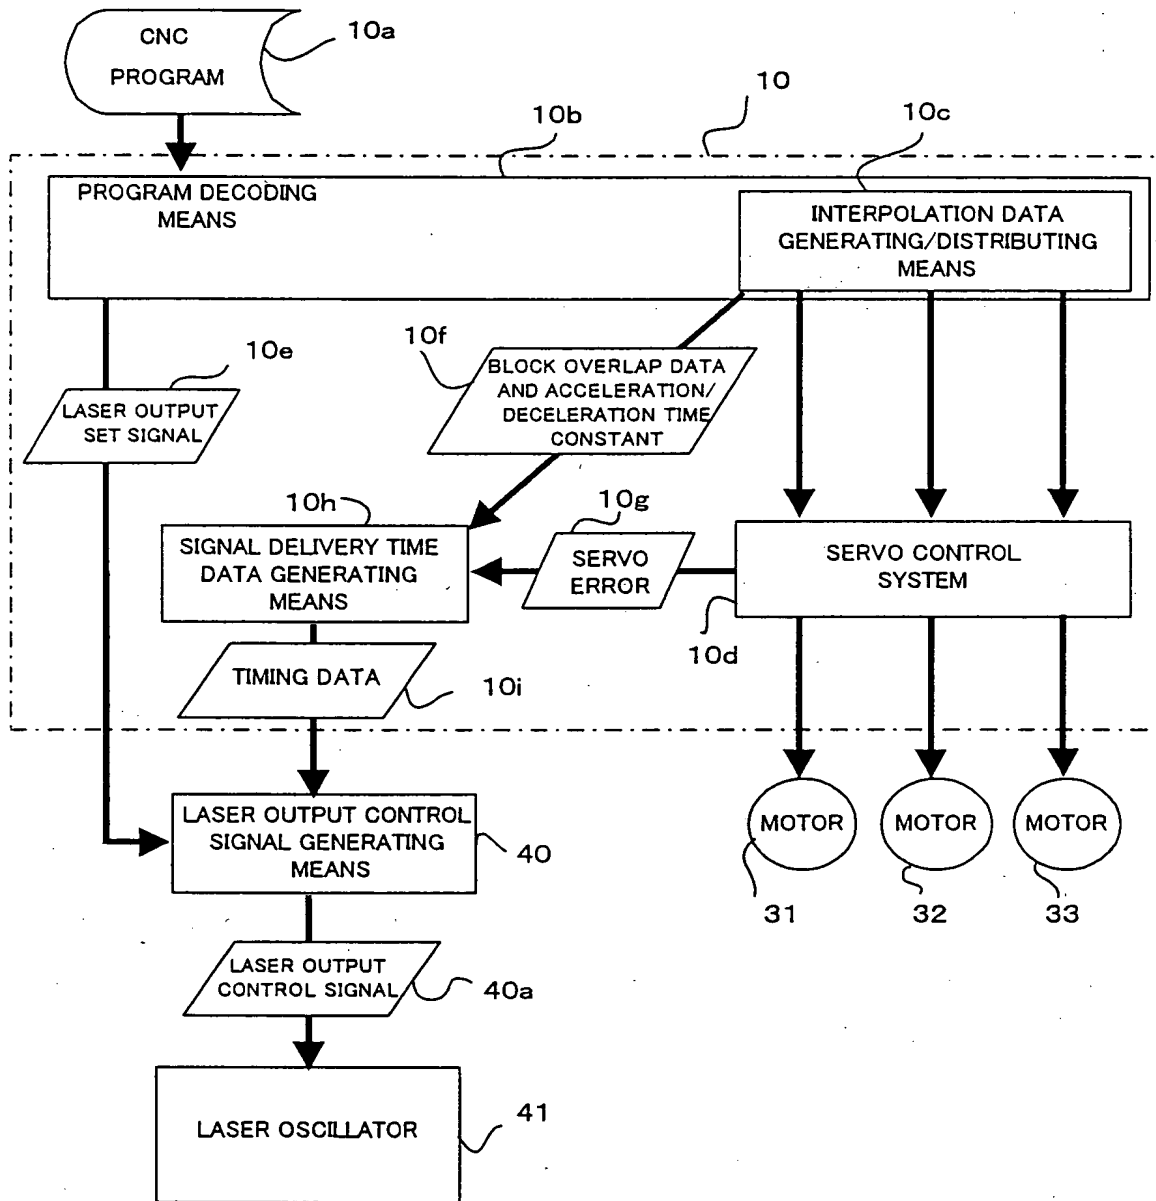 CNC
PROGRAM
10a
10
10b
10c
PROGRAM DECODING
MEANS
INTERPOLATION DATA
GENERATING/DISTRIBUTING
MEANS
10e
10f
LASER OUTPUT
SET SIGNAL
BLOCK OVERLAP DATA
AND ACCELERATION/
DECELERATION TIME
CONSTANT
10h
10g
SIGNAL DELIVERY TIME
DATA GENERATING
MEANS
SERVO
ERROR
SERVO CONTROL
SYSTEM
10d
TIMING DATA
10i
LASER OUTPUT CONTROL
SIGNAL GENERATING
MEANS
40
MOTOR
MOTOR
MOTOR
31
32
33
LASER OUTPUT
CONTROL SIGNAL
40a
LASER OSCILLATOR
41